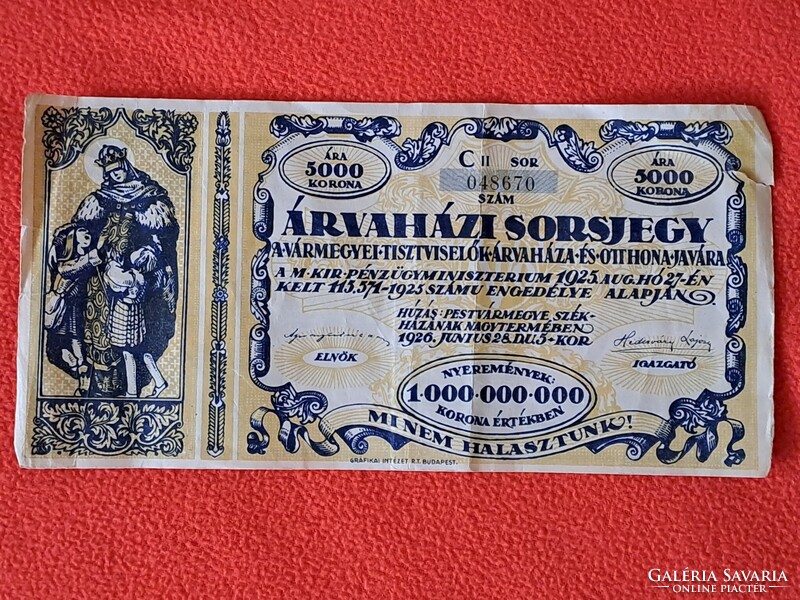 ÁRA
5000
KORONA
C II SOR
048670
SZÁM
ÁRA
5000
KORONA
ÁRVAHÁZI SORSJEGY
A·VÁRMEGYEI·TISZTVISELŐK·ÁRVAHÁZA·ÉS·OTTHONA·JAVÁRA
A M·KIR·PÉNZÜGYMINISZTERIUM 1925 AUG. HÓ 27-ÉN
KELT 113,571-1925 SZÁMU ENGEDÉLYE ALAPJÁN
HÚZÁS: PESTVÁRMEGYE SZÉK-
HÁZÁNAK NAGYTERMÉBEN
1926. JUNIUS 28. DU. 5 KOR
ELNÖK
IGAZGATÓ
NYEREMÉNYEK:
1·000·000·000
KORONA ÉRTÉKBEN
MI NEM HALASZTUNK!
GRAFIKAI INTÉZET R.T. BUDAPEST.
GALÉRIA SAVARIA
ONLINE PIACTÉR